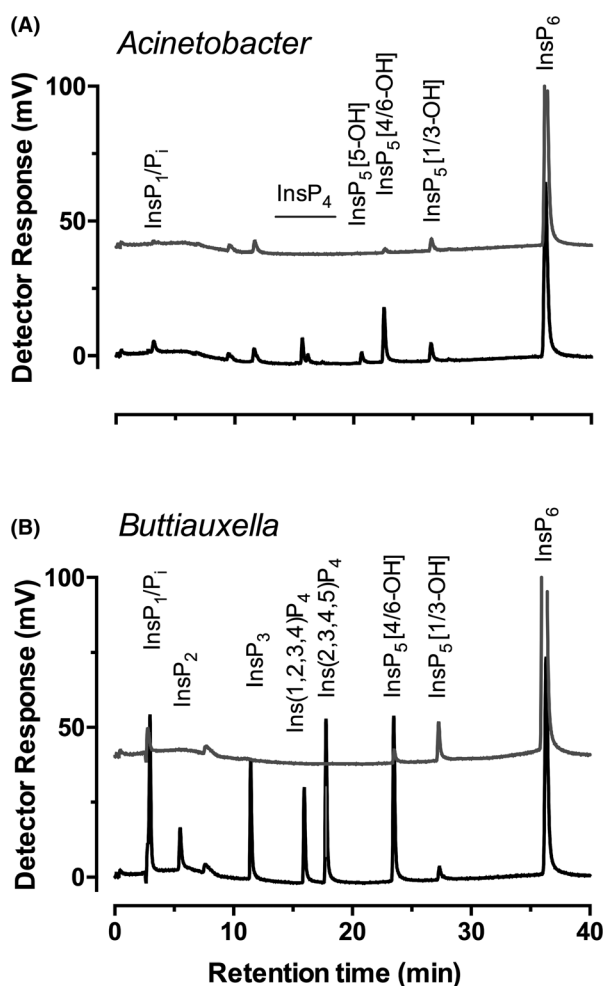 (A)
Acinetobacter
Detector Response (mV)
100
50
0
InsP1/Pi
InsP4
InsP5 [5-OH]
InsP5 [4/6-OH]
InsP5 [1/3-OH]
InsP6
(B)
Buttiauxella
Detector Response (mV)
100
50
0
InsP1/Pi
InsP2
InsP3
Ins(1,2,3,4)P4
Ins(2,3,4,5)P4
InsP5 [4/6-OH]
InsP5 [1/3-OH]
InsP6
0 10 20 30 40
Retention time (min)